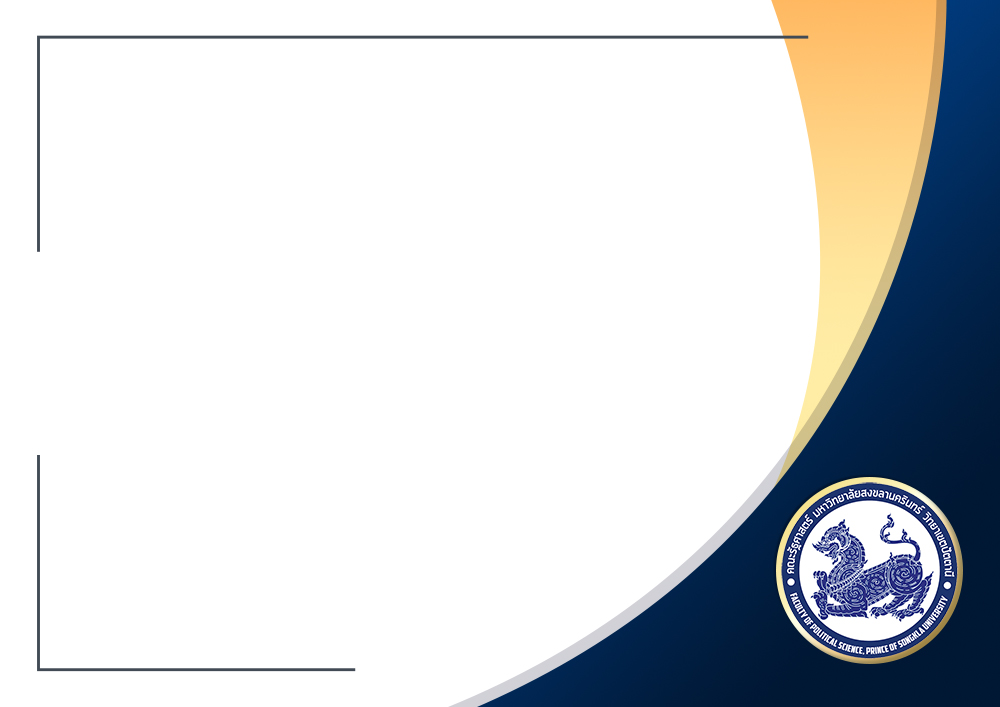 คณะรัฐศาสตร์ มหาวิทยาลัยสงขลานครินทร์ วิทยาเขตปัตตานี
FACULTY OF POLITICAL SCIENCE, PRINCE OF SONGKLA UNIVERSITY